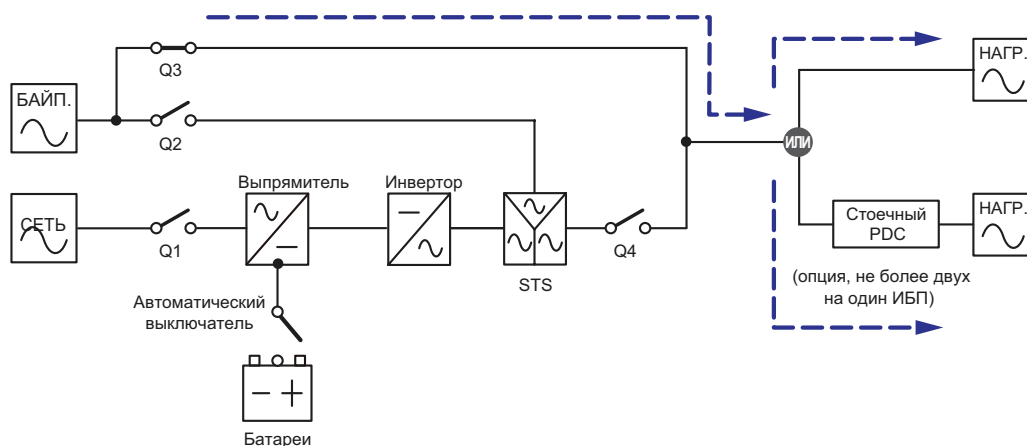 Q3
НАГР.
БАЙП.
Q2
ИЛИ
Выпрямитель
Инвертор
СЕТЬ
Q1
Q4
STS
Стоечный
PDC
НАГР.
(опция, не более двух
на один ИБП)
Автоматический
выключатель
Батареи